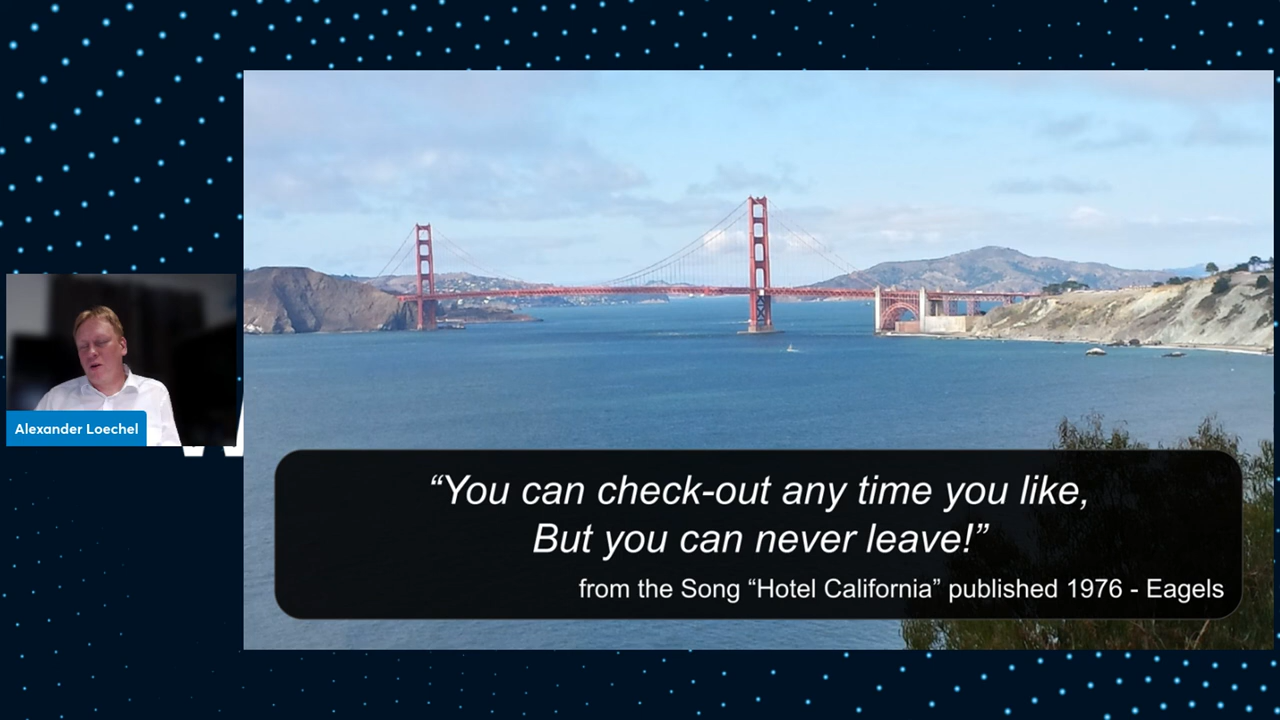 “You can check-out any time you like,
But you can never leave!”
from the Song “Hotel California” published 1976 - Eagels
Alexander Loechel